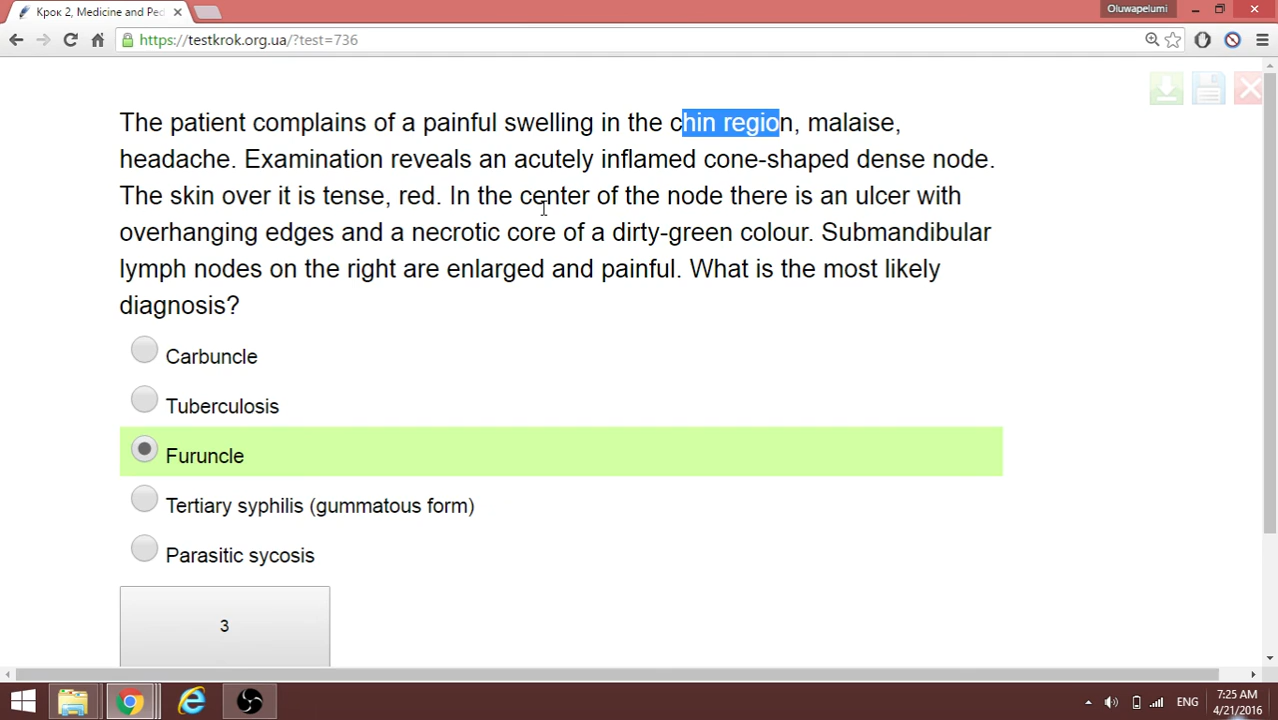 Крок 2, Medicine and Ped
Oluwapelumi
https://testkrok.org.ua/?test=736
The patient complains of a painful swelling in the chin region, malaise,
headache. Examination reveals an acutely inflamed cone-shaped dense node.
The skin over it is tense, red. In the center of the node there is an ulcer with
overhanging edges and a necrotic core of a dirty-green colour. Submandibular
lymph nodes on the right are enlarged and painful. What is the most likely
diagnosis?
Carbuncle
Tuberculosis
Furuncle
Tertiary syphilis (gummatous form)
Parasitic sycosis
3
ENG
7:25 AM
4/21/2016